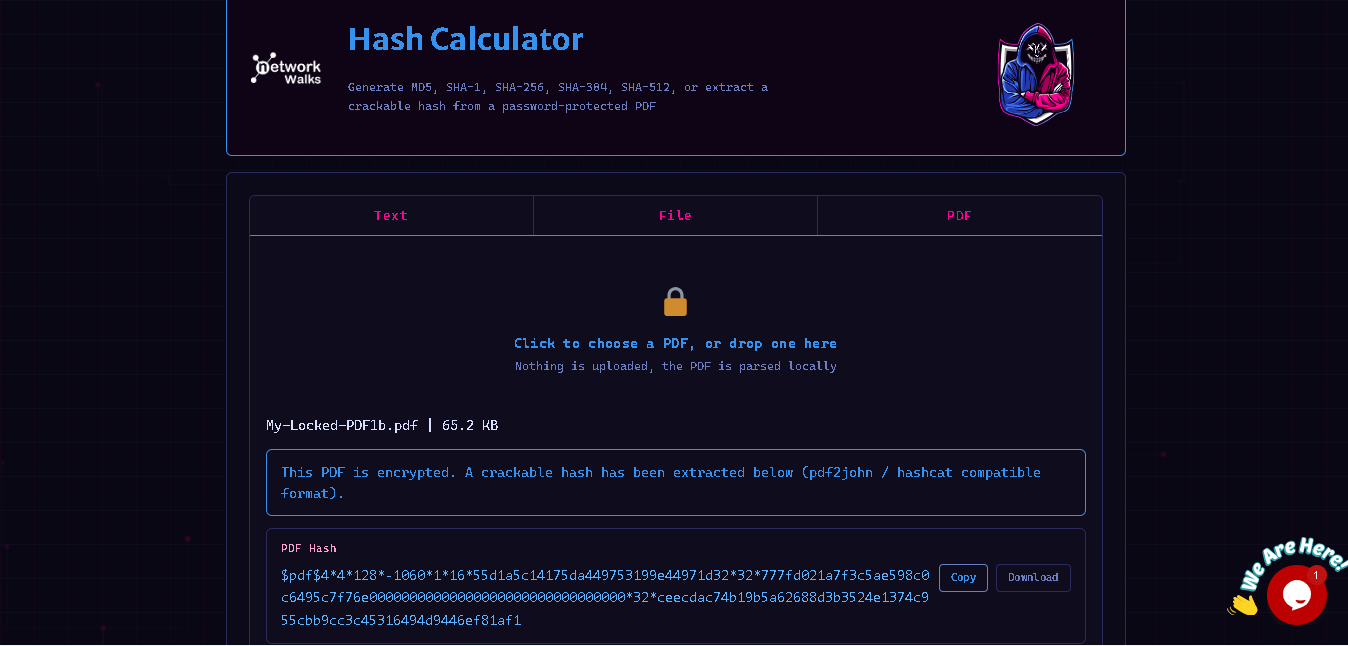 Hash Calculator
networK
Walks
Generate MD5, SHA-1, SHA-256, SHA-384, SHA-512, or extract a
crackable hash from a password-protected PDF
Text
File
PDF
Click to choose a PDF, or drop one here
Nothing is uploaded, the PDF is parsed locally
My-Locked-PDF1b.pdf | 65.2 KB
This PDF is encrypted. A crackable hash has been extracted below (pdf2john / hashcat compatible
format).
PDF Hash
$pdf$4*4*128*-1060*1*16*55d1a5c14175da449753199e44971d32*32*777fd021a7f3c5ae598c0
c6495c7f76e00000000000000000000000000000000*32*ceecdac74b19b5a62688d3b3524e1374c9
55cbb9cc3c45316494d9446ef81af1
Copy
Download
We Are Here!
1